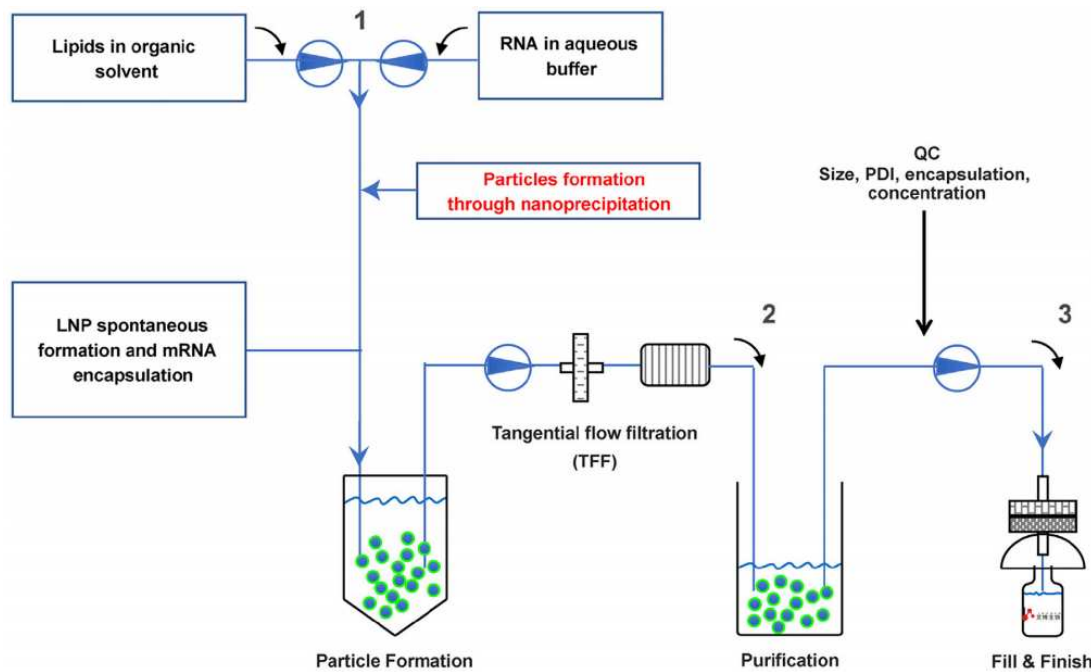 1
Lipids in organic
solvent
RNA in aqueous
buffer
Particles formation
through nanoprecipitation
QC
Size, PDI, encapsulation,
concentration
LNP spontaneous
formation and mRNA
encapsulation
2
3
Tangential flow filtration
(TFF)
Particle Formation
Purification
Fill & Finish